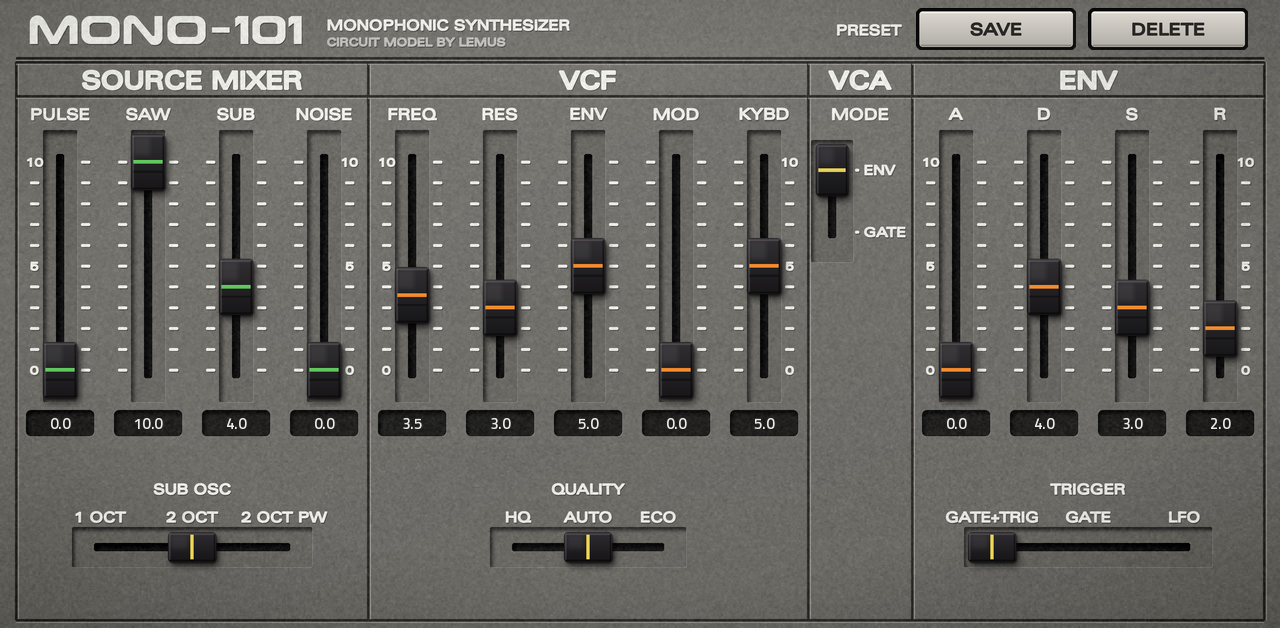 MONO-101
MONOPHONIC SYNTHESIZER
CIRCUIT MODEL BY LEMUS
PRESET SAVE DELETE
SOURCE MIXER VCF VCA ENV
PULSE SAW SUB NOISE FREQ RES ENV MOD KYBD MODE A D S R
10 10 10 10 10 10
- ENV
- GATE
5 5 5 5 5 5
0 0 0 0 0 0
0.0 10.0 4.0 0.0 3.5 3.0 5.0 0.0 5.0 0.0 4.0 3.0 2.0
SUB OSC QUALITY TRIGGER
1 OCT 2 OCT 2 OCT PW HQ AUTO ECO GATE+TRIG GATE LFO